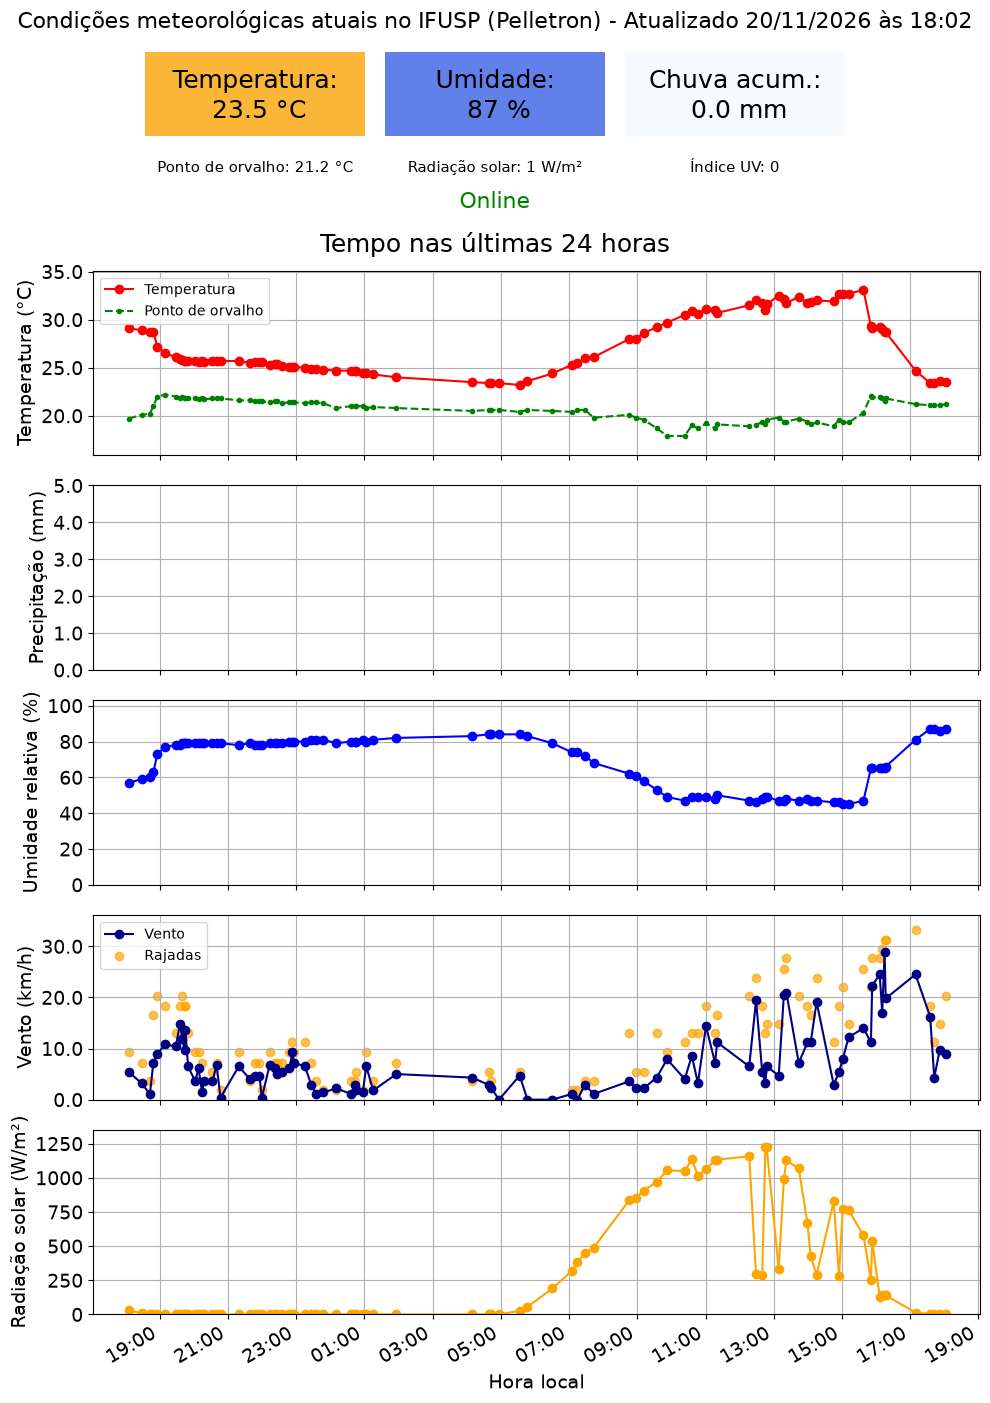 Condições meteorológicas atuais no IFUSP (Pelletron) - Atualizado 20/11/2026 às 18:02
Temperatura:
23.5 °C
Umidade:
87 %
Chuva acum.:
0.0 mm
Ponto de orvalho: 21.2 °C
Radiação solar: 1 W/m²
Índice UV: 0
Online
Tempo nas últimas 24 horas
Temperatura (°C)
35.0
30.0
25.0
20.0
Temperatura
Ponto de orvalho
Precipitação (mm)
5.0
4.0
3.0
2.0
1.0
0.0
Umidade relativa (%)
100
80
60
40
20
0
Vento (km/h)
30.0
20.0
10.0
0.0
Vento
Rajadas
Radiação solar (W/m²)
1250
1000
750
500
250
0
19:00
21:00
23:00
01:00
03:00
05:00
07:00
09:00
11:00
13:00
15:00
17:00
19:00
Hora local